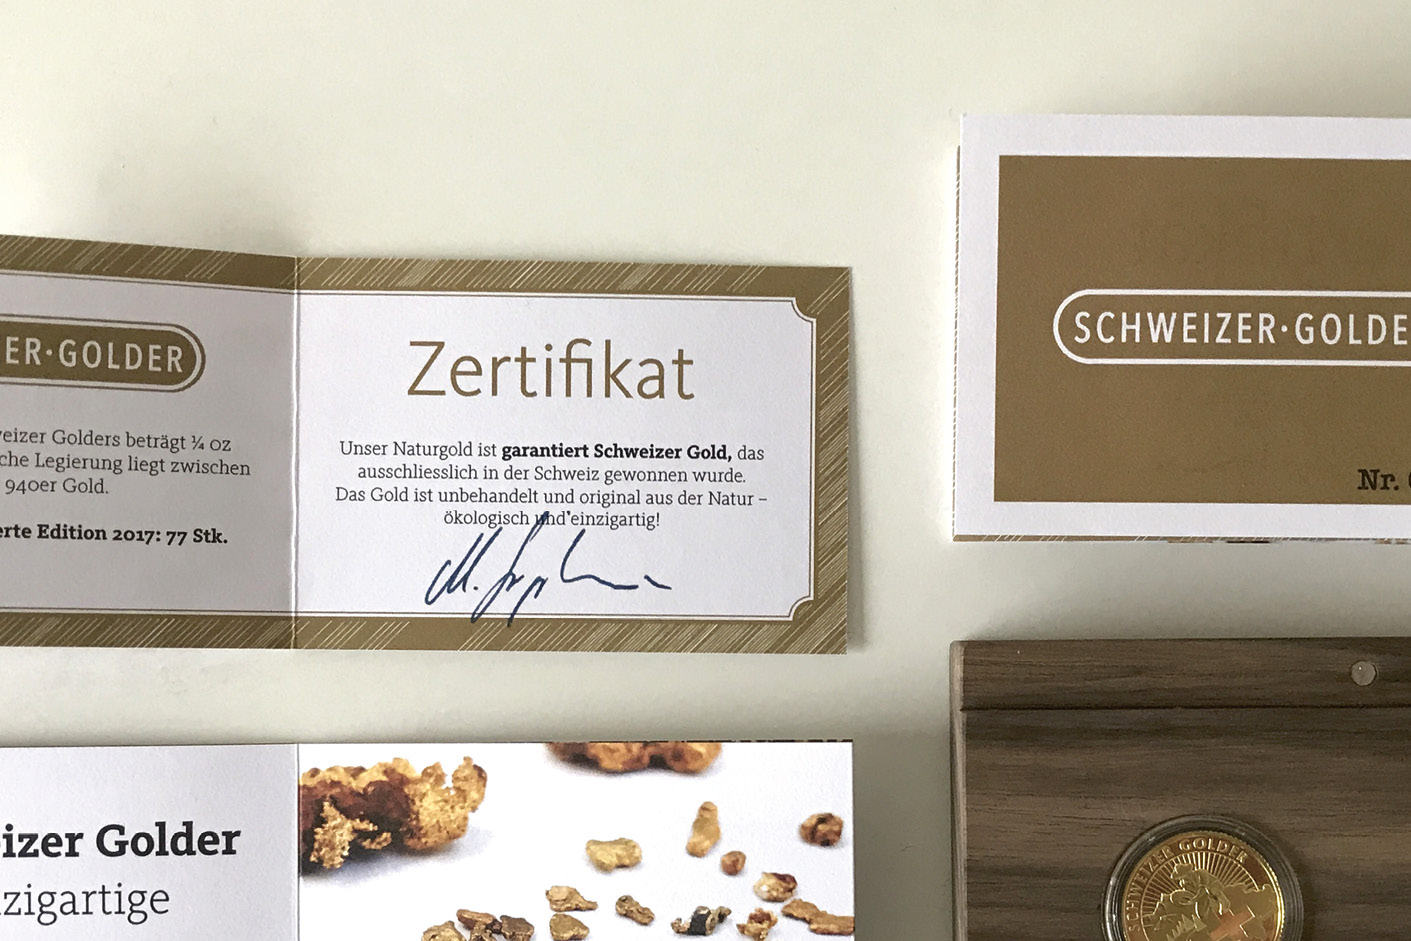 ER·GOLDER
eizer Golders beträgt ¼ oz
che Legierung liegt zwischen
940er Gold.
erte Edition 2017: 77 Stk.
Zertifikat
Unser Naturgold ist garantiert Schweizer Gold, das
ausschliesslich in der Schweiz gewonnen wurde.
Das Gold ist unbehandelt und original aus der Natur –
ökologisch und einzigartig!
SCHWEIZER·GOLDE
Nr.
eizer Golder
zigartige
SCHWEIZER GOLDER